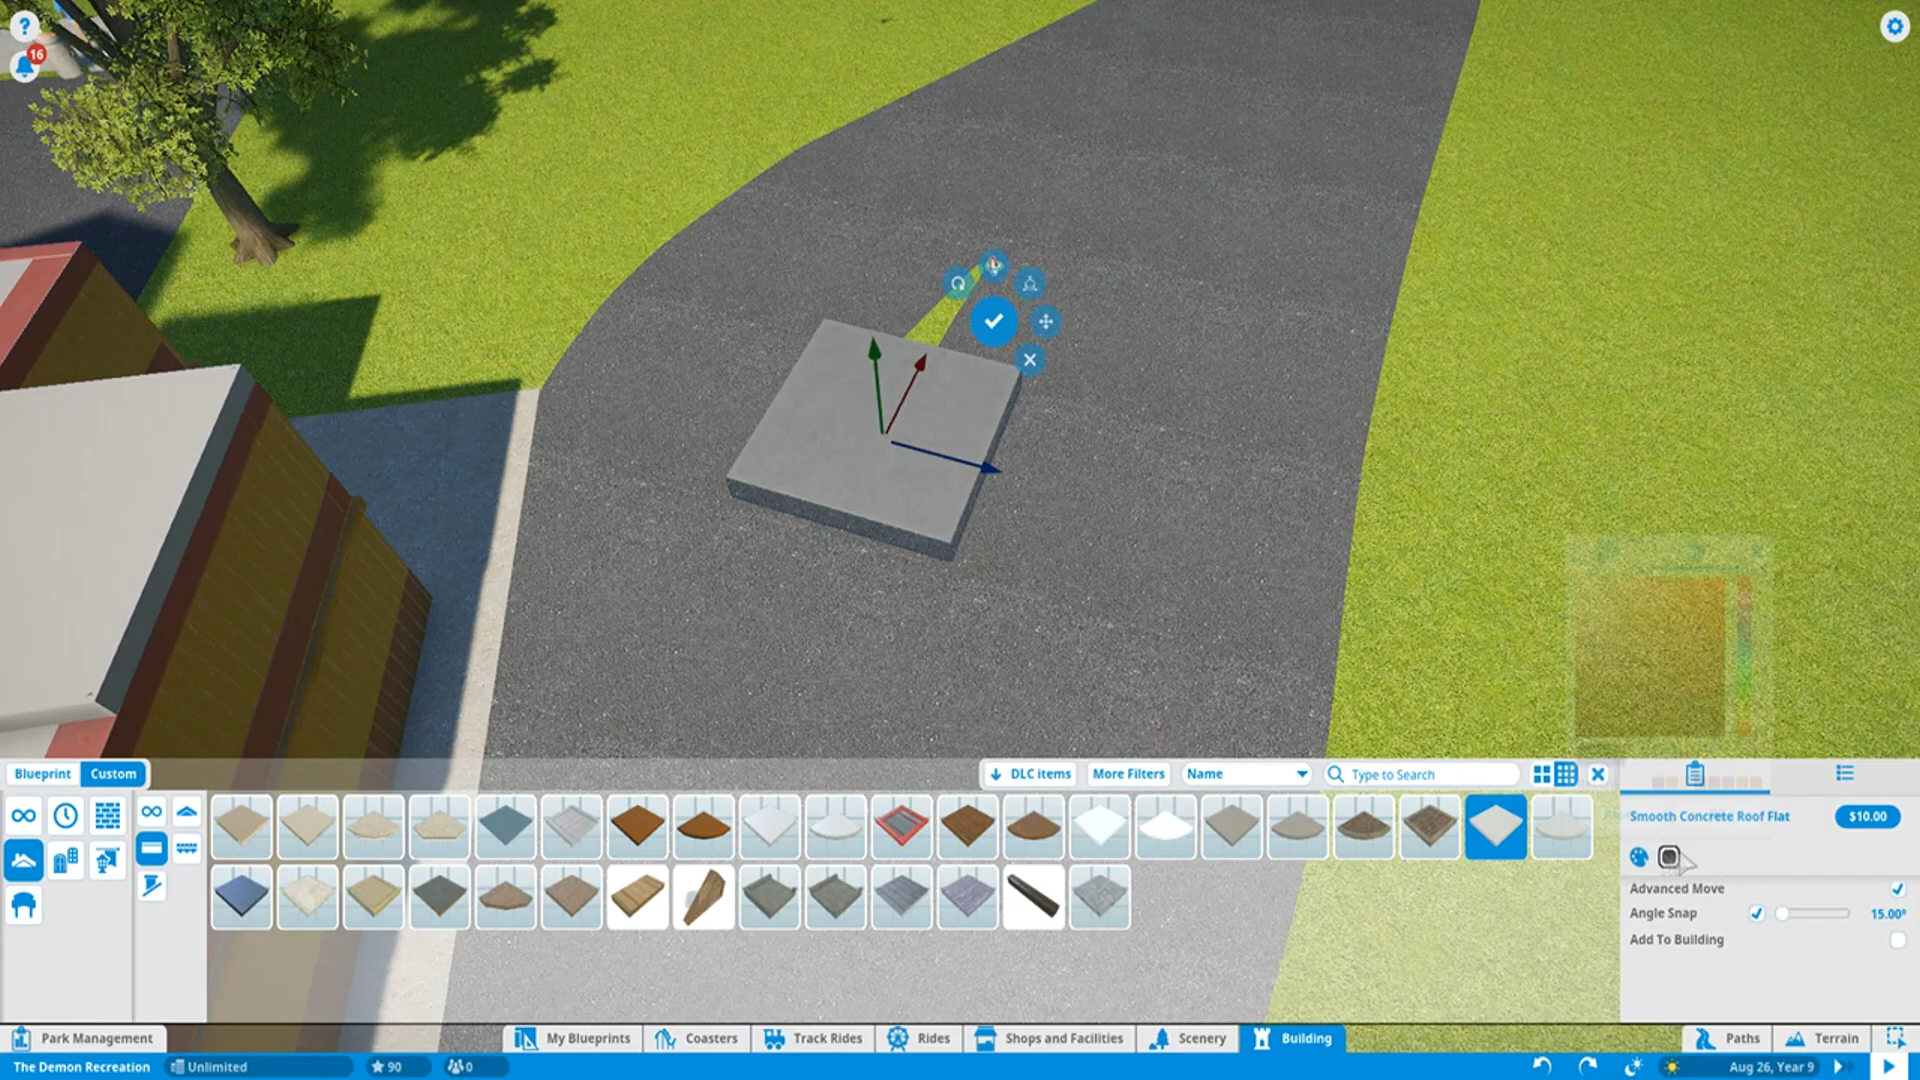 ?
16
Blueprint
Custom
DLC items
More Filters
Name
Type to Search
Smooth Concrete Roof Flat
$10.00
Advanced Move
Angle Snap
15.00°
Add To Building
Park Management
My Blueprints
Coasters
Track Rides
Rides
Shops and Facilities
Scenery
Building
Paths
Terrain
The Demon Recreation
Unlimited
90
0
Aug 26, Year 9